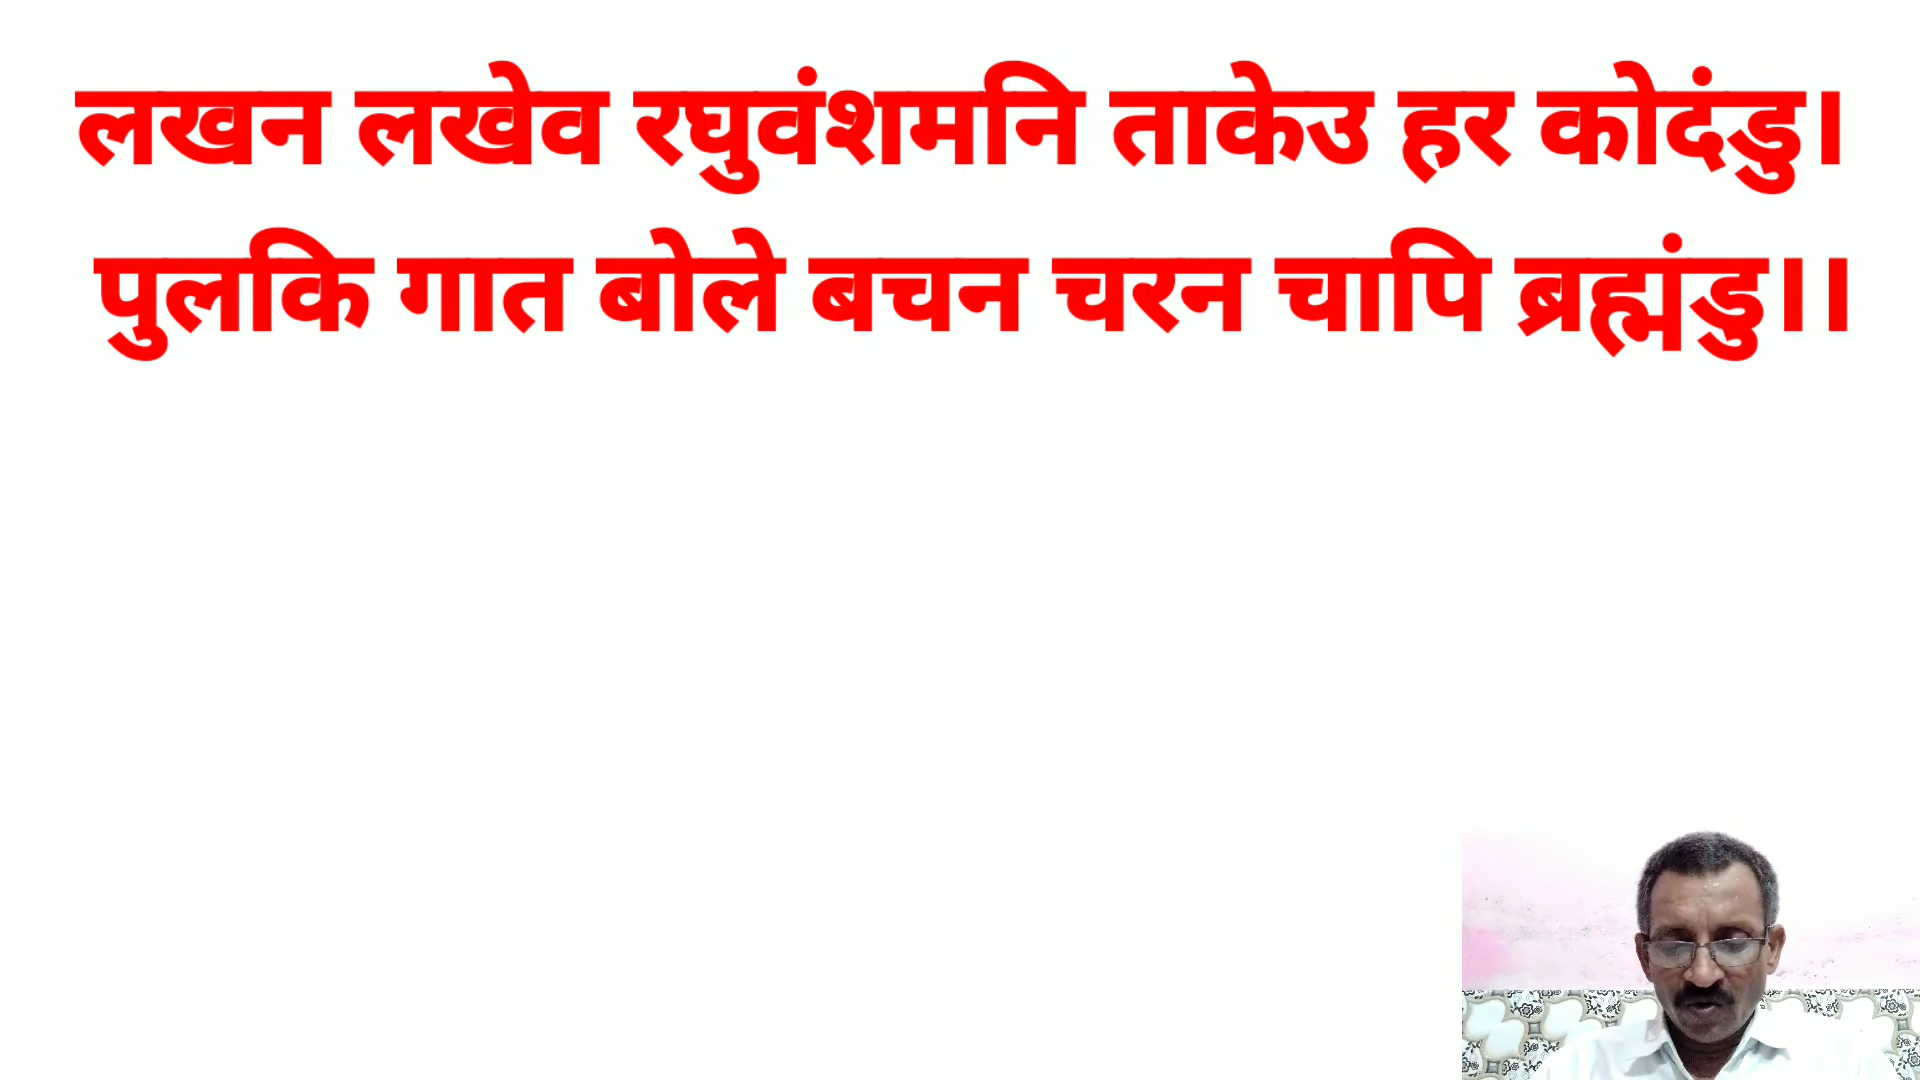 लखन लखेव रघुवंशमनि ताकेउ हर कोदंडु।
पुलकि गात बोले बचन चरन चापि ब्रह्मंडु।।